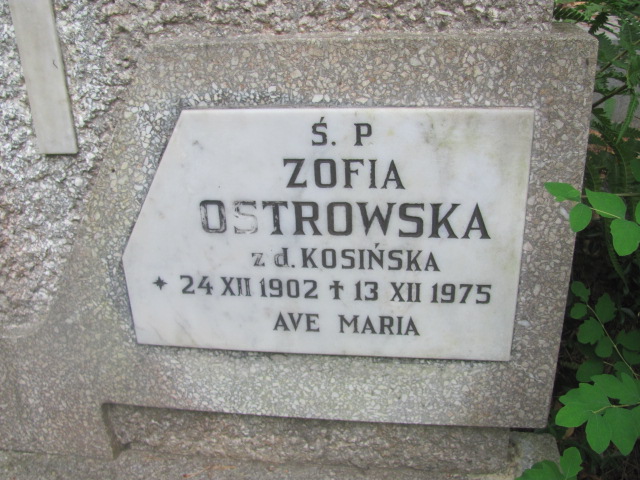 Ś. P
ZOFIA
OSTROWSKA
z d. KOSIŃSKA
* 24 XII 1902 † 13 XII 1975
AVE MARIA